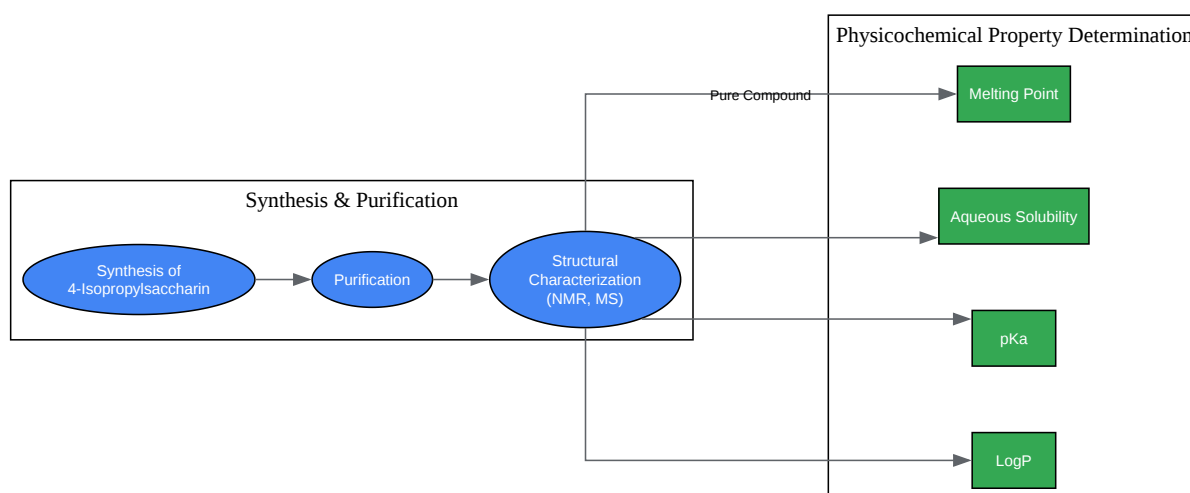 Physicochemical Property Determination
Melting Point
Pure Compound
Synthesis & Purification
Aqueous Solubility
Synthesis of
4-Isopropylsaccharin
Purification
Structural
Characterization
(NMR, MS)
pKa
LogP